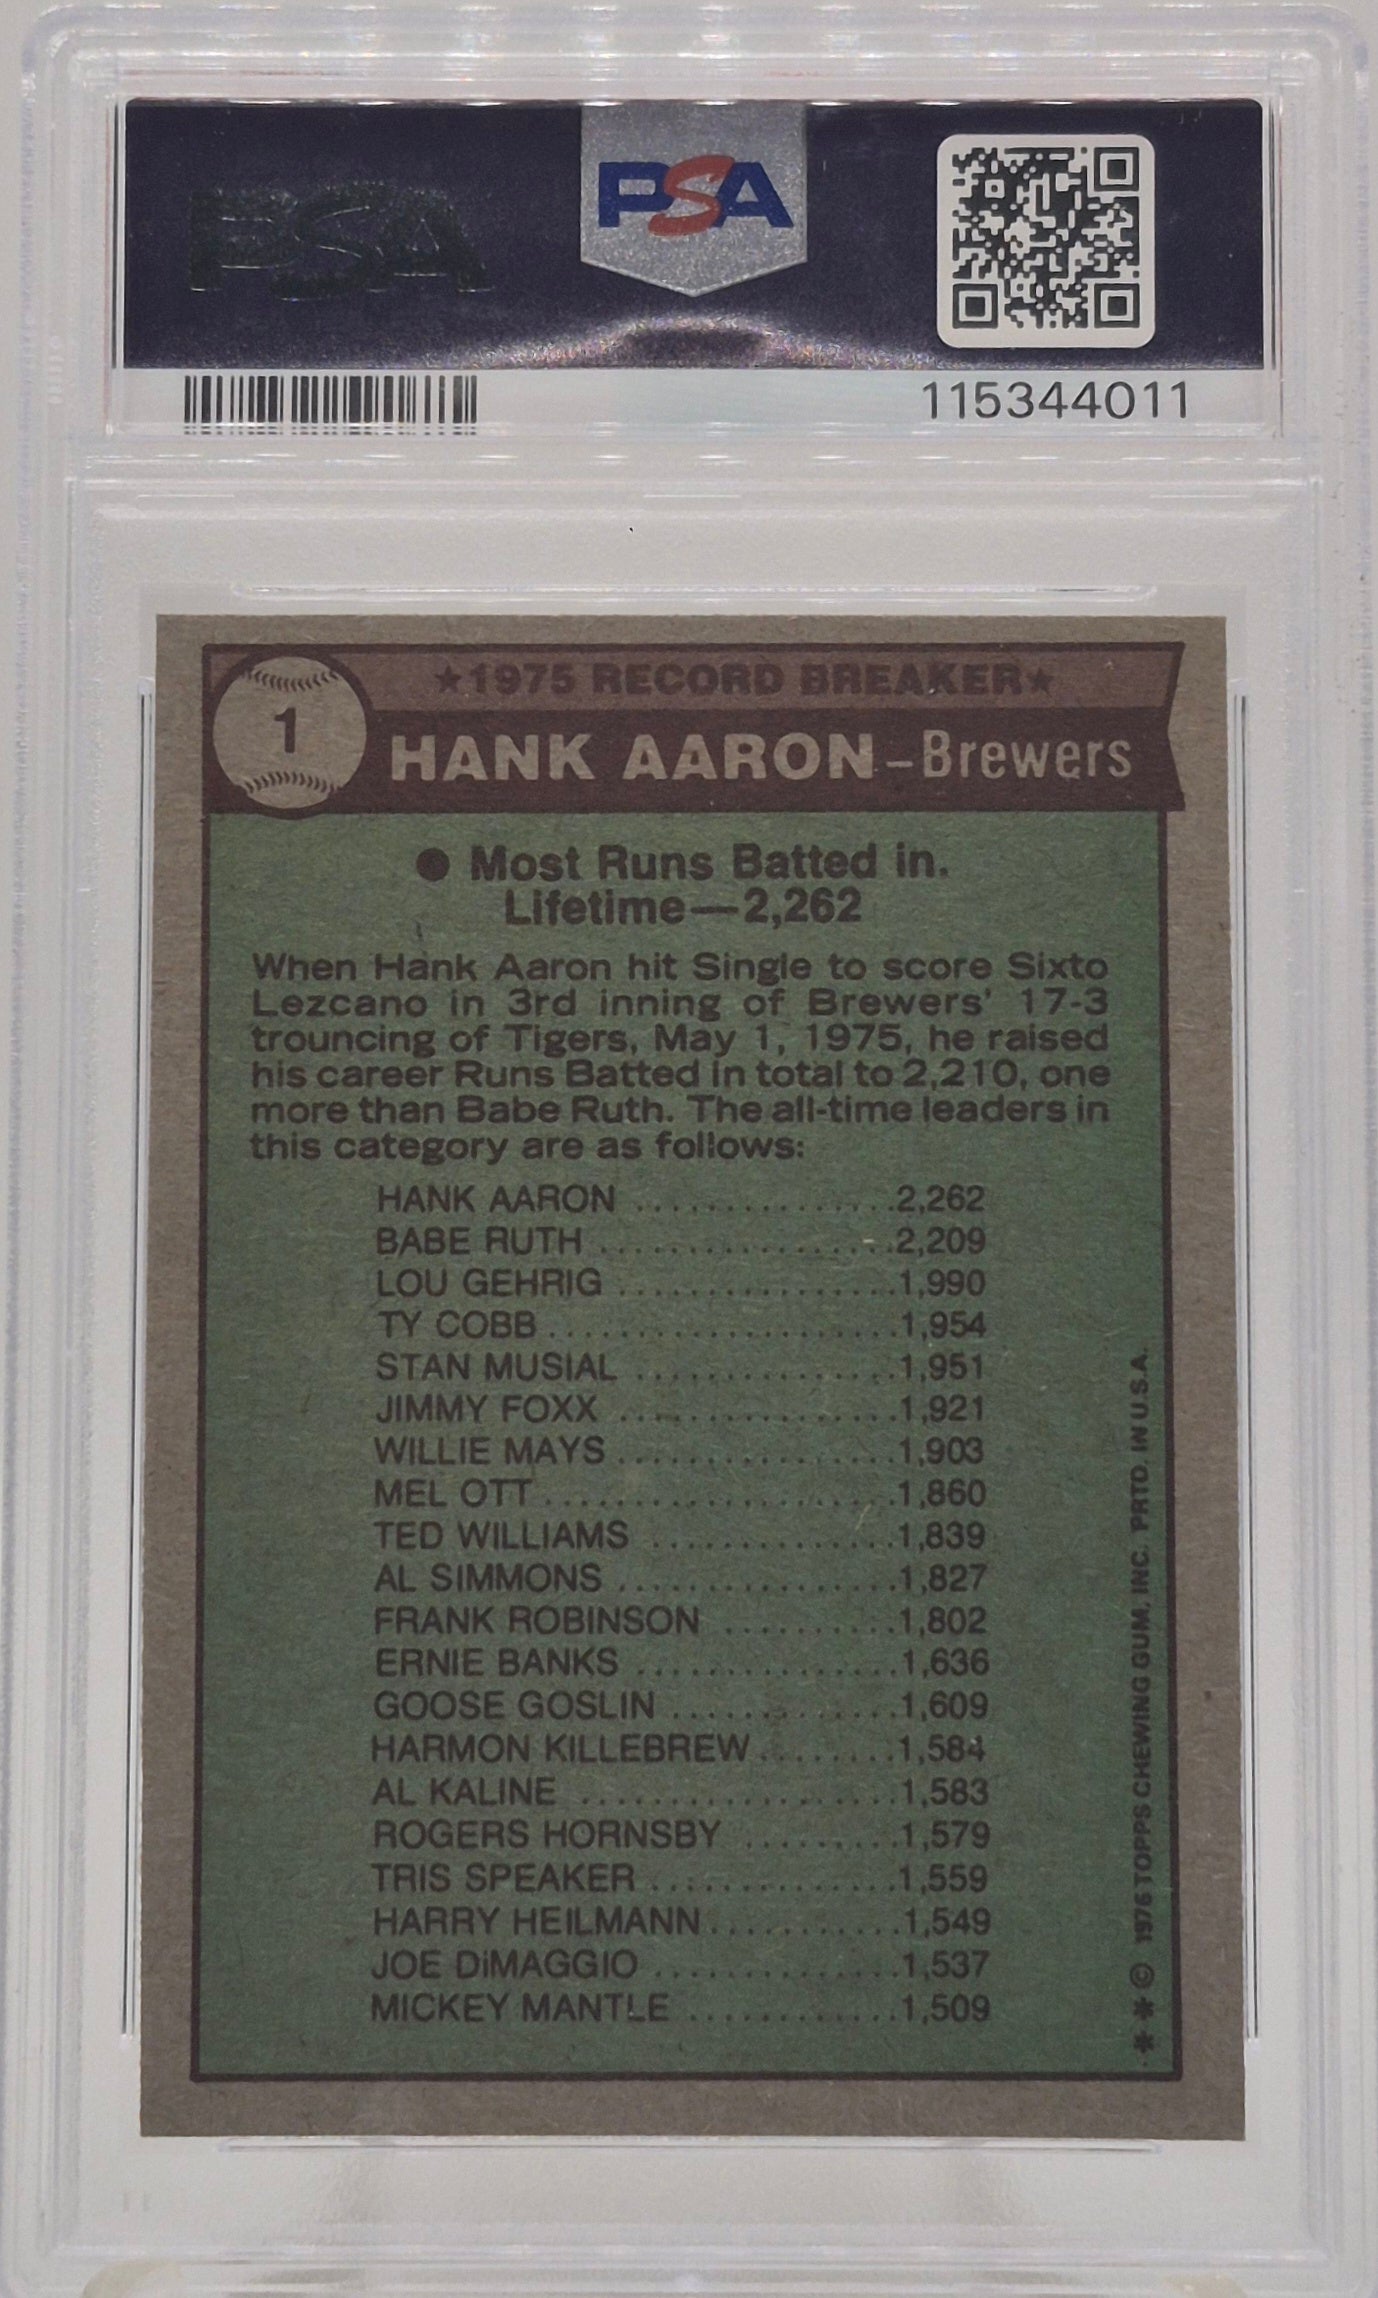 PSA
PSA
115344011
★1975 RECORD BREAKER★
1
HANK AARON–Brewers
● Most Runs Batted in.
Lifetime—2,262
When Hank Aaron hit Single to score Sixto
Lezcano in 3rd inning of Brewers' 17-3
trouncing of Tigers, May 1, 1975, he raised
his career Runs Batted in total to 2,210, one
more than Babe Ruth. The all-time leaders in
this category are as follows:
HANK AARON ...............2,262
BABE RUTH .................2,209
LOU GEHRIG ................1,990
TY COBB.....................1,954
STAN MUSIAL ...............1,951
JIMMY FOXX ................1,921
WILLIE MAYS ................1,903
MEL OTT.....................1,860
TED WILLIAMS ..............1,839
AL SIMMONS ................1,827
FRANK ROBINSON ..........1,802
ERNIE BANKS ...............1,636
GOOSE GOSLIN .............1,609
HARMON KILLEBREW........1,584
AL KALINE ..................1,583
ROGERS HORNSBY .........1,579
TRIS SPEAKER ..............1,559
HARRY HEILMANN...........1,549
JOE DiMAGGIO ..............1,537
MICKEY MANTLE ............1,509
** © 1976 TOPPS CHEWING GUM, INC. PRTD. IN U.S.A.